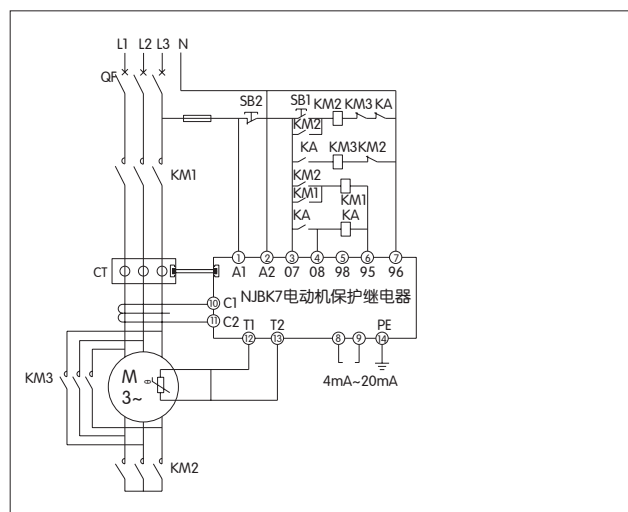 L1 L2 L3 N
QF
SB2 SB1 KM2 KM3 KA
KM2
KA KM3 KM2
KM1
KM2
KM1 KM1
KA KA
1 2 3 4 5 6 7
CT A1 A2 07 08 98 95 96
10 C1 NJBK7电动机保护继电器
11 C2 T1 T2 PE
12 13 8 9 14
KM3 M 4mA~20mA
3~ θ
KM2